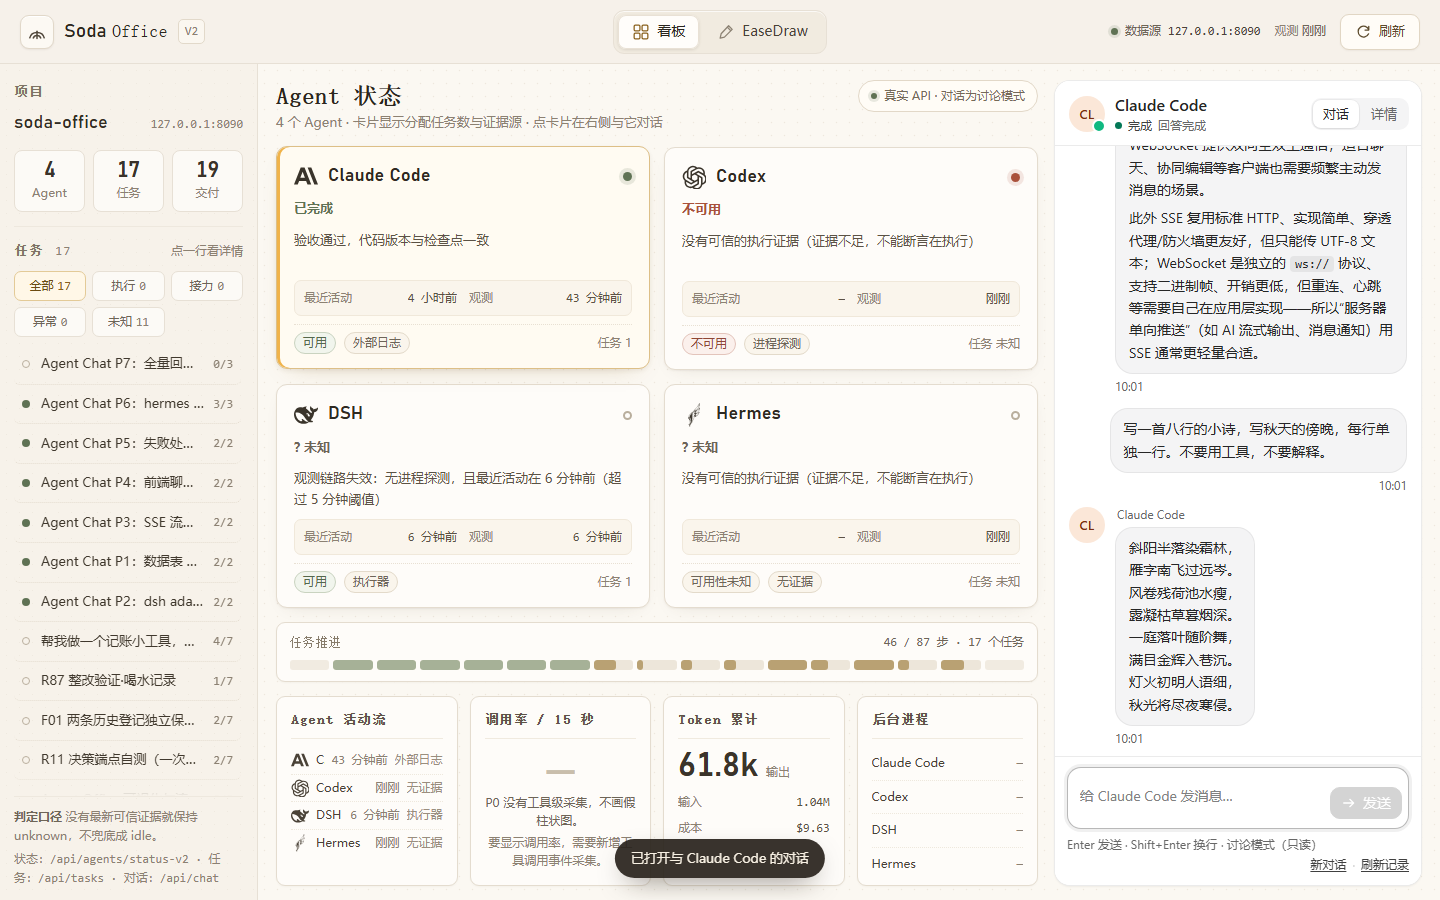 Soda Office V2
看板
EaseDraw
数据源 127.0.0.1:8090
观测 刚刚
刷新
项目
soda-office 127.0.0.1:8090
4 17 19
Agent 任务 交付
任务 17 点一行看详情
全部 17 执行 0 接力 0
异常 0 未知 11
Agent Chat P7：全量回... 0/3
Agent Chat P6：hermes ... 3/3
Agent Chat P5：失败处... 2/2
Agent Chat P4：前端聊... 2/2
Agent Chat P3：SSE 流... 2/2
Agent Chat P1：数据表 ... 2/2
Agent Chat P2：dsh ada... 2/2
帮我做一个记账小工具，... 4/7
R87 整改验证·喝水记录 1/7
F01 两条历史登记独立保... 2/7
R11 决策端点自测（一次... 2/7
判定口径 没有最新可信证据就保持
unknown，不兜底成 idle。
状态：/api/agents/status-v2 · 任
务：/api/tasks · 对话：/api/chat
Agent 状态
4 个 Agent · 卡片显示分配任务数与证据源 · 点卡片在右侧与它对话
真实 API · 对话为讨论模式
Claude Code
已完成
验收通过，代码版本与检查点一致
最近活动 4 小时前 观测 43 分钟前
可用 外部日志 任务 1
Codex
不可用
没有可信的执行证据（证据不足，不能断言在执行）
最近活动 – 观测 刚刚
不可用 进程探测 任务 未知
DSH
? 未知
观测链路失效：无进程探测，且最近活动在 6 分钟前（超
过 5 分钟阈值）
最近活动 6 分钟前 观测 6 分钟前
可用 执行器 任务 1
Hermes
? 未知
没有可信的执行证据（证据不足，不能断言在执行）
最近活动 – 观测 刚刚
可用性未知 无证据 任务 未知
任务推进 46 / 87 步 · 17 个任务
Agent 活动流
C 43 分钟前 外部日志
Codex 刚刚 无证据
DSH 6 分钟前 执行器
Hermes 刚刚 无证据
调用率 / 15 秒
—
P0 没有工具级采集，不画假
柱状图。
要显示调用率，需要新增工
具调用事件采集。
Token 累计
61.8k 输出
输入 1.04M
成本 $9.63
后台进程
Claude Code –
Codex –
DSH –
Hermes –
已打开与 Claude Code 的对话
CL
Claude Code
完成 回答完成
对话 详情
WebSocket 提供双向全双工通信，适合聊
天、协同编辑等客户端也需要频繁主动发
消息的场景。
此外 SSE 复用标准 HTTP、实现简单、穿透
代理/防火墙更友好，但只能传 UTF-8 文
本；WebSocket 是独立的 ws:// 协议、
支持二进制帧、开销更低，但重连、心跳
等需要自己在应用层实现——所以“服务器
单向推送”（如 AI 流式输出、消息通知）用
SSE 通常更轻量合适。
10:01
写一首八行的小诗，写秋天的傍晚，每行单
独一行。不要用工具，不要解释。
10:01
CL
Claude Code
斜阳半落染霜林，
雁字南飞过远岑。
风卷残荷池水瘦，
露凝枯草暮烟深。
一庭落叶随阶舞，
满目金辉入巷沉。
灯火初明人语细，
秋光将尽夜寒侵。
10:01
给 Claude Code 发消息...
发送
Enter 发送 · Shift+Enter 换行 · 讨论模式（只读）
新对话 · 刷新记录